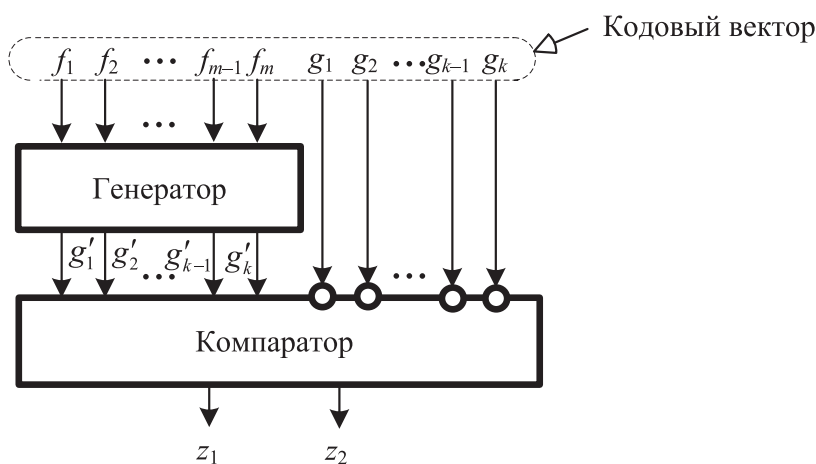 Кодовый вектор
f₁ f₂ ... fₘ₋₁ fₘ g₁ g₂ ... gₖ₋₁ gₖ
...
Генератор
g′₁ g′₂ ... g′ₖ₋₁ g′ₖ ...
Компаратор
z₁ z₂